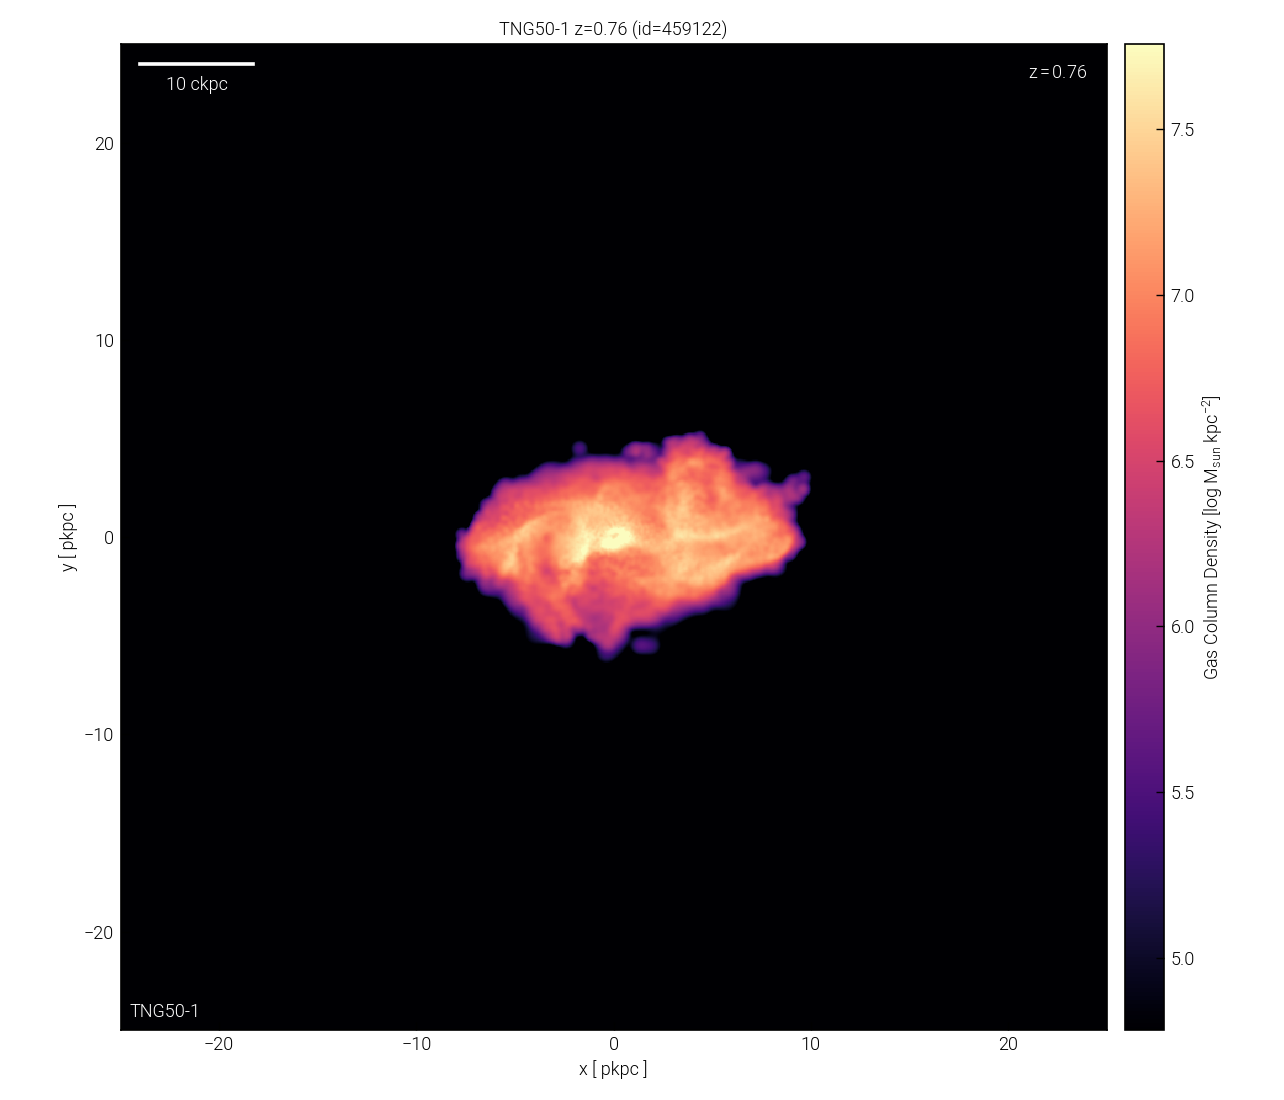 TNG50-1 z=0.76 (id=459122)
10 ckpc
z = 0.76
20
10
0
−10
−20
y [ pkpc ]
TNG50-1
−20
−10
0
10
20
x [ pkpc ]
7.5
7.0
6.5
6.0
5.5
5.0
Gas Column Density [log M_sun kpc^−2]